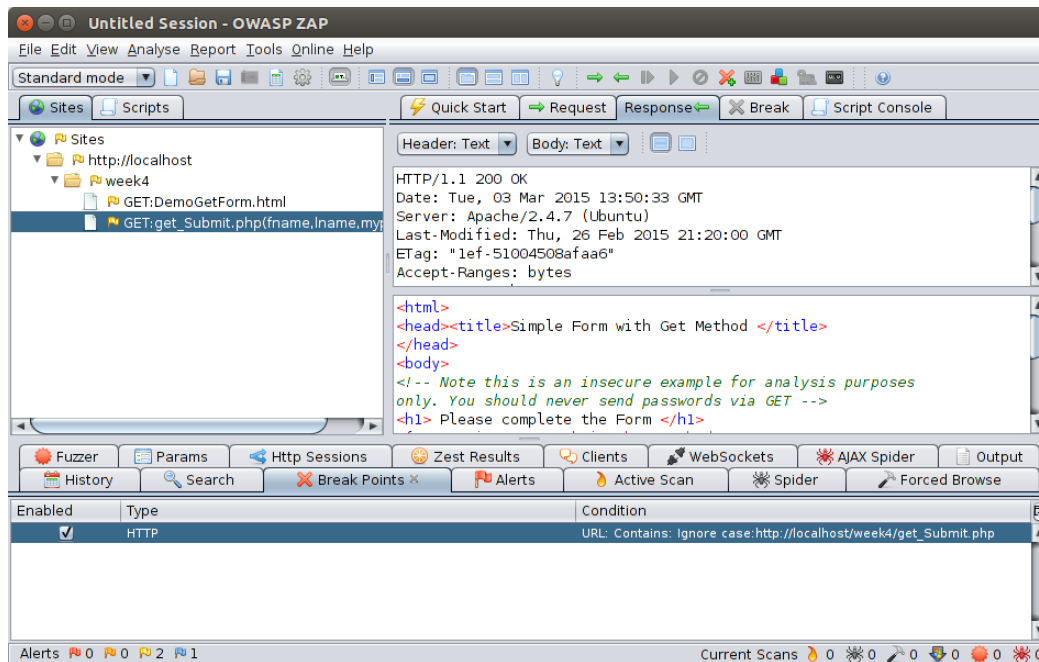 Untitled Session - OWASP ZAP
File Edit View Analyse Report Tools Online Help
Standard mode
Sites Scripts
Quick Start Request Response Break Script Console
Sites
http://localhost
week4
GET:DemoGetForm.html
GET:get_Submit.php(fname,lname,myp
Header: Text Body: Text
HTTP/1.1 200 OK
Date: Tue, 03 Mar 2015 13:50:33 GMT
Server: Apache/2.4.7 (Ubuntu)
Last-Modified: Thu, 26 Feb 2015 21:20:00 GMT
ETag: "1ef-51004508afaa6"
Accept-Ranges: bytes
<html>
<head><title>Simple Form with Get Method </title>
</head>
<body>
<!-- Note this is an insecure example for analysis purposes
only. You should never send passwords via GET -->
<h1> Please complete the Form </h1>
Fuzzer Params Http Sessions Zest Results Clients WebSockets AJAX Spider Output
History Search Break Points Alerts Active Scan Spider Forced Browse
Enabled Type Condition
HTTP URL: Contains: Ignore case:http://localhost/week4/get_Submit.php
Alerts 0 0 2 1 Current Scans 0 0 0 0 0 0